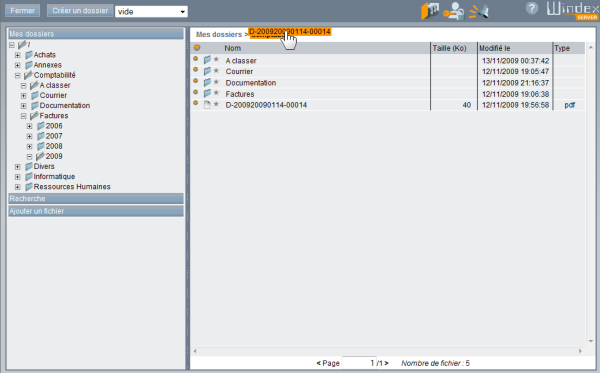 Fermer Créer un dossier vide ? Windex
SERVER
Mes dossiers
/
Achats
Annexes
Comptabilité
A classer
Courrier
Documentation
Factures
2006
2007
2008
2009
Divers
Informatique
Ressources Humaines
Recherche
Ajouter un fichier
Mes dossiers > D-200920090114-00014
Nom Taille (Ko) Modifié le Type
A classer 13/11/2009 00:37:42
Courrier 12/11/2009 19:05:47
Documentation 12/11/2009 21:16:37
Factures 12/11/2009 19:06:38
D-200920090114-00014 40 12/11/2009 19:56:58 pdf
< Page 1 /1 > Nombre de fichier : 5